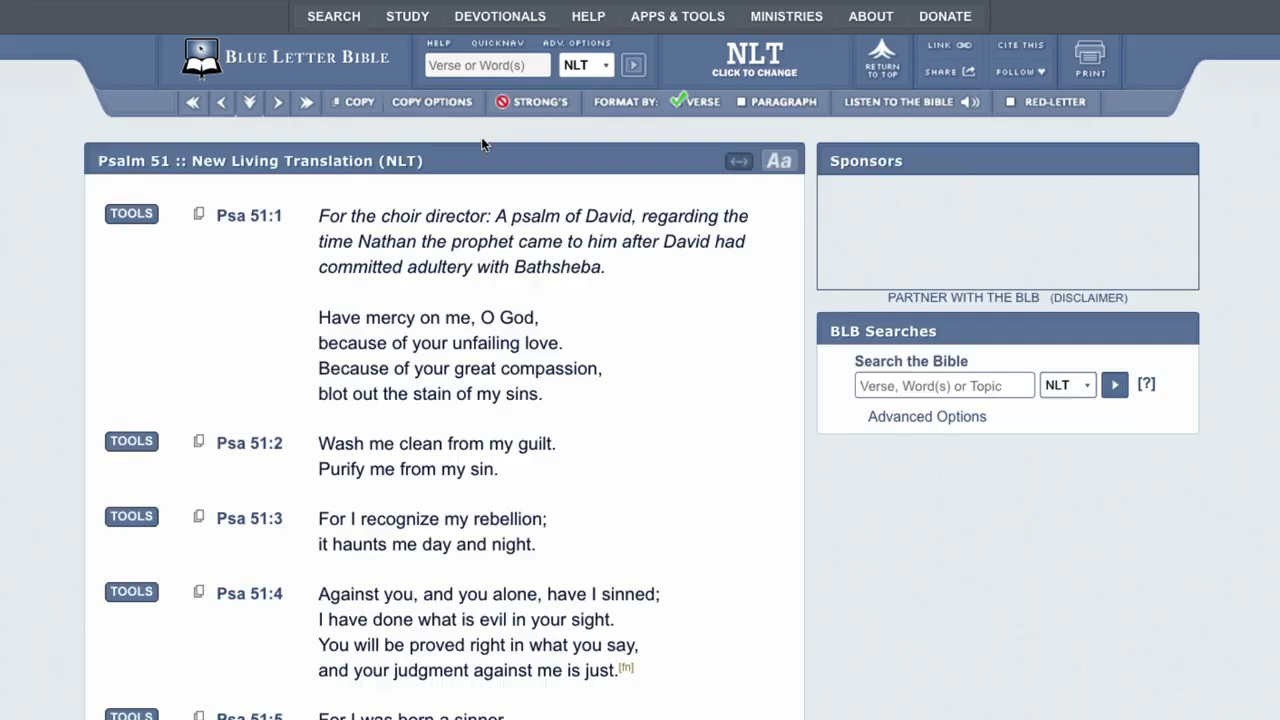 SEARCH STUDY DEVOTIONALS HELP APPS & TOOLS MINISTRIES ABOUT DONATE
BLUE LETTER BIBLE
HELP QUICKNAV ADV. OPTIONS
Verse or Word(s) NLT
NLT
CLICK TO CHANGE
RETURN
TO TOP
LINK CITE THIS
SHARE FOLLOW
PRINT
COPY COPY OPTIONS STRONG'S FORMAT BY: VERSE PARAGRAPH LISTEN TO THE BIBLE RED-LETTER
Psalm 51 :: New Living Translation (NLT) Aa
TOOLS Psa 51:1 For the choir director: A psalm of David, regarding the
time Nathan the prophet came to him after David had
committed adultery with Bathsheba.
Have mercy on me, O God,
because of your unfailing love.
Because of your great compassion,
blot out the stain of my sins.
TOOLS Psa 51:2 Wash me clean from my guilt.
Purify me from my sin.
TOOLS Psa 51:3 For I recognize my rebellion;
it haunts me day and night.
TOOLS Psa 51:4 Against you, and you alone, have I sinned;
I have done what is evil in your sight.
You will be proved right in what you say,
and your judgment against me is just.[fn]
TOOLS Psa 51:5 For I was born a sinner
Sponsors
PARTNER WITH THE BLB (DISCLAIMER)
BLB Searches
Search the Bible
Verse, Word(s) or Topic NLT [?]
Advanced Options